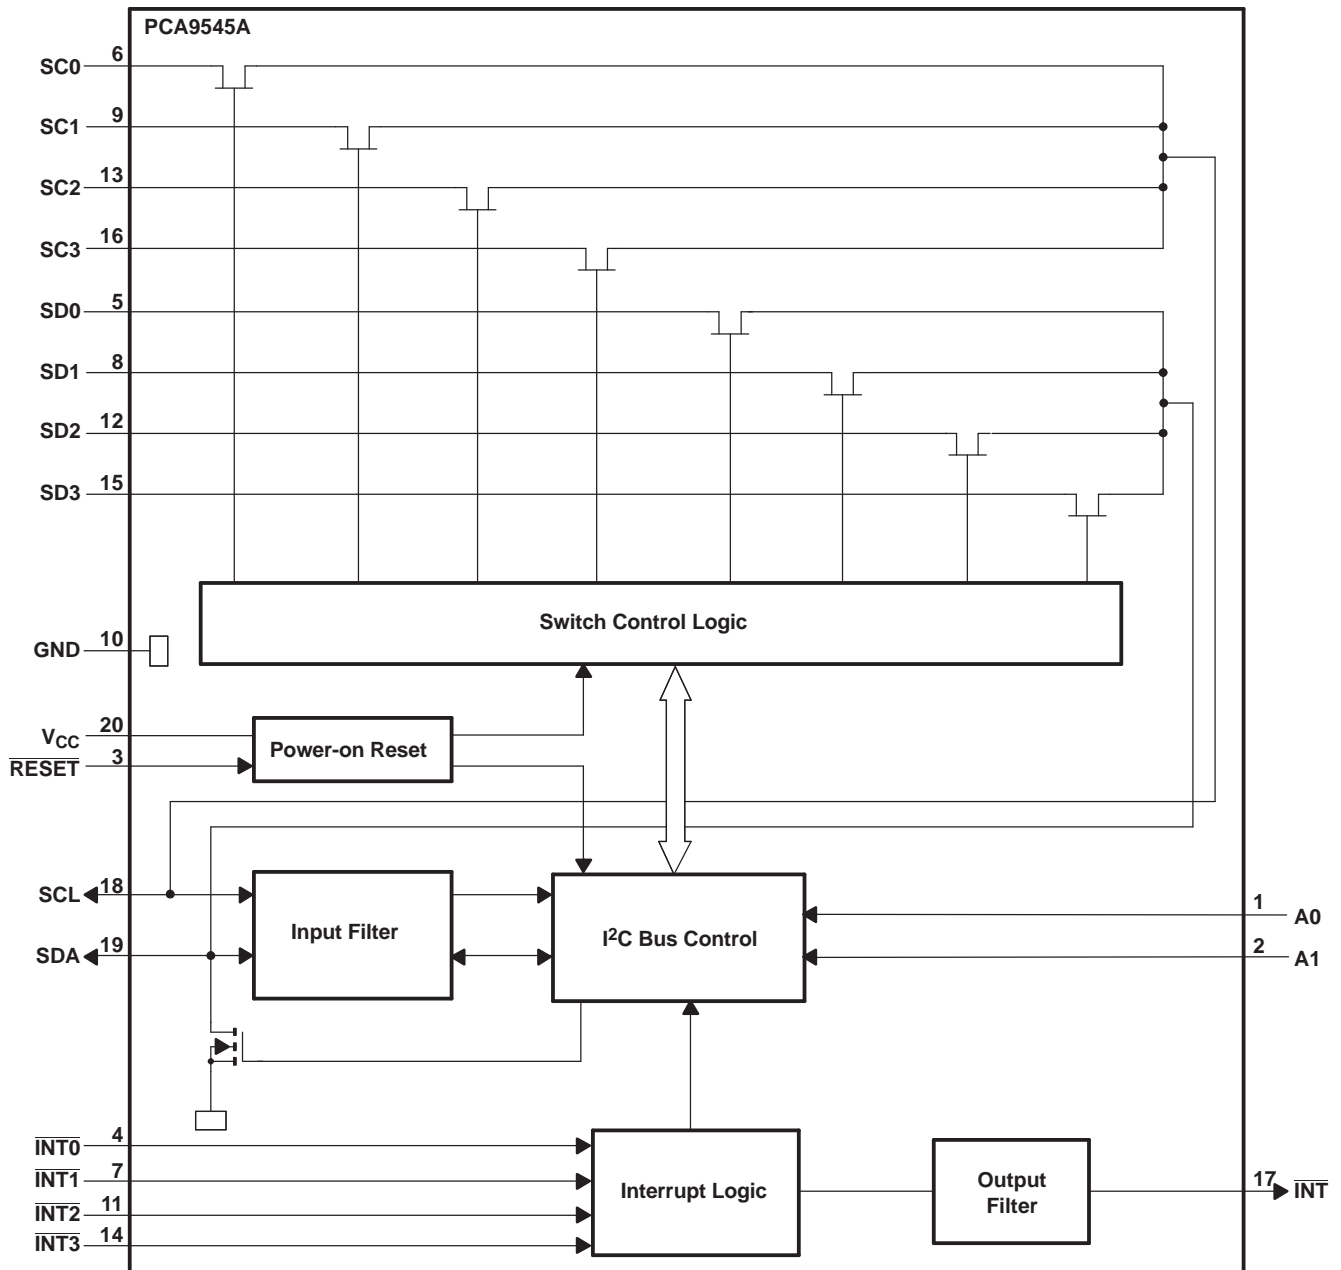 PCA9545A
SC0 6
SC1 9
SC2 13
SC3 16
SD0 5
SD1 8
SD2 12
SD3 15
Switch Control Logic
GND 10
VCC 20
Power-on Reset
RESET 3
SCL 18
Input Filter
SDA 19
I²C Bus Control
1 A0
2 A1
INT0 4
INT1 7
INT2 11
INT3 14
Interrupt Logic
Output
Filter
17 INT